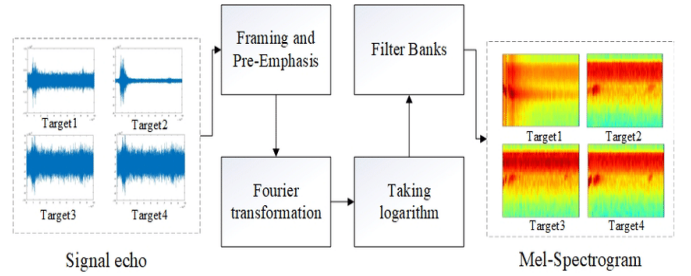 Target1
Target2
Target3
Target4
Signal echo
Framing and
Pre-Emphasis
Fourier
transformation
Taking
logarithm
Filter Banks
Target1
Target2
Target3
Target4
Mel-Spectrogram